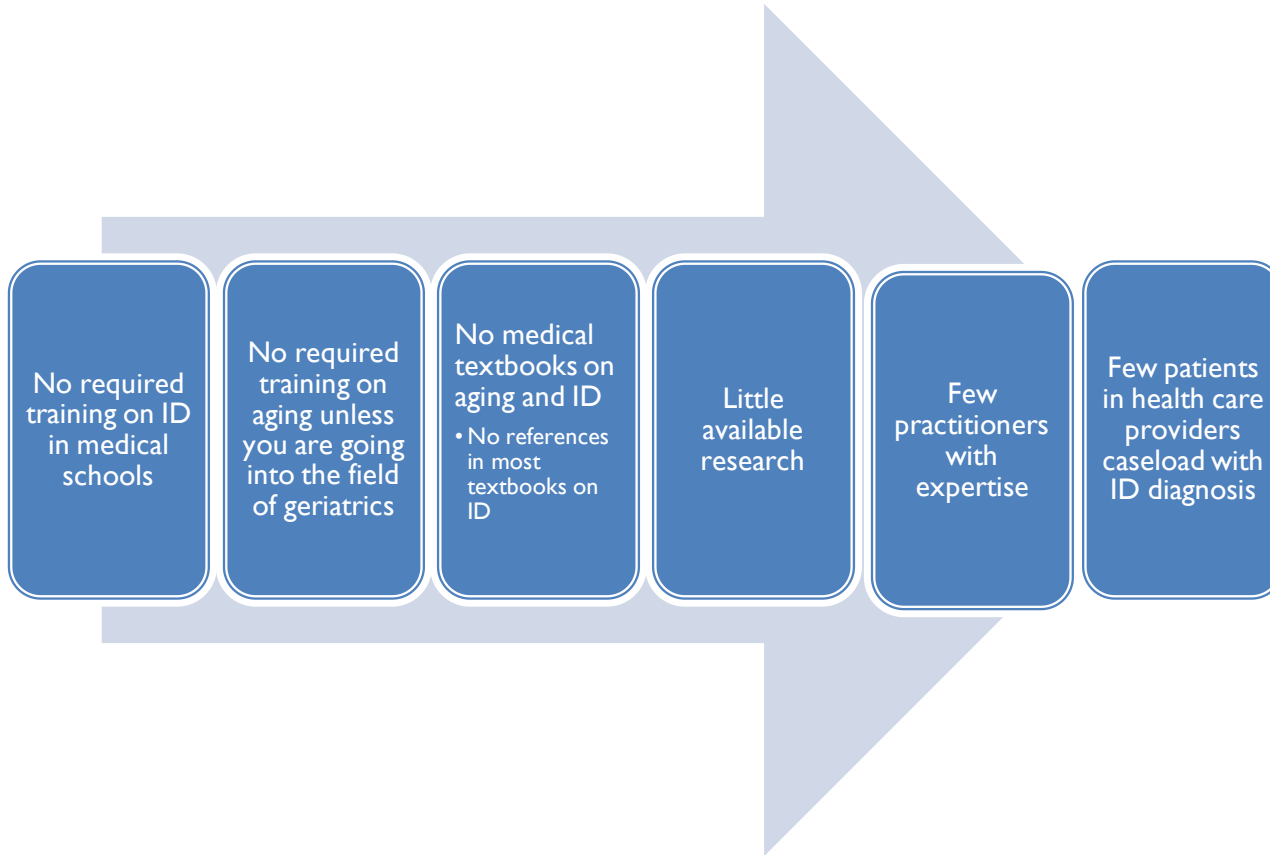 No required
training on ID
in medical
schools
No required
training on
aging unless
you are going
into the field
of geriatrics
No medical
textbooks on
aging and ID
• No references
in most
textbooks on
ID
Little
available
research
Few
practitioners
with
expertise
Few patients
in health care
providers
caseload with
ID diagnosis